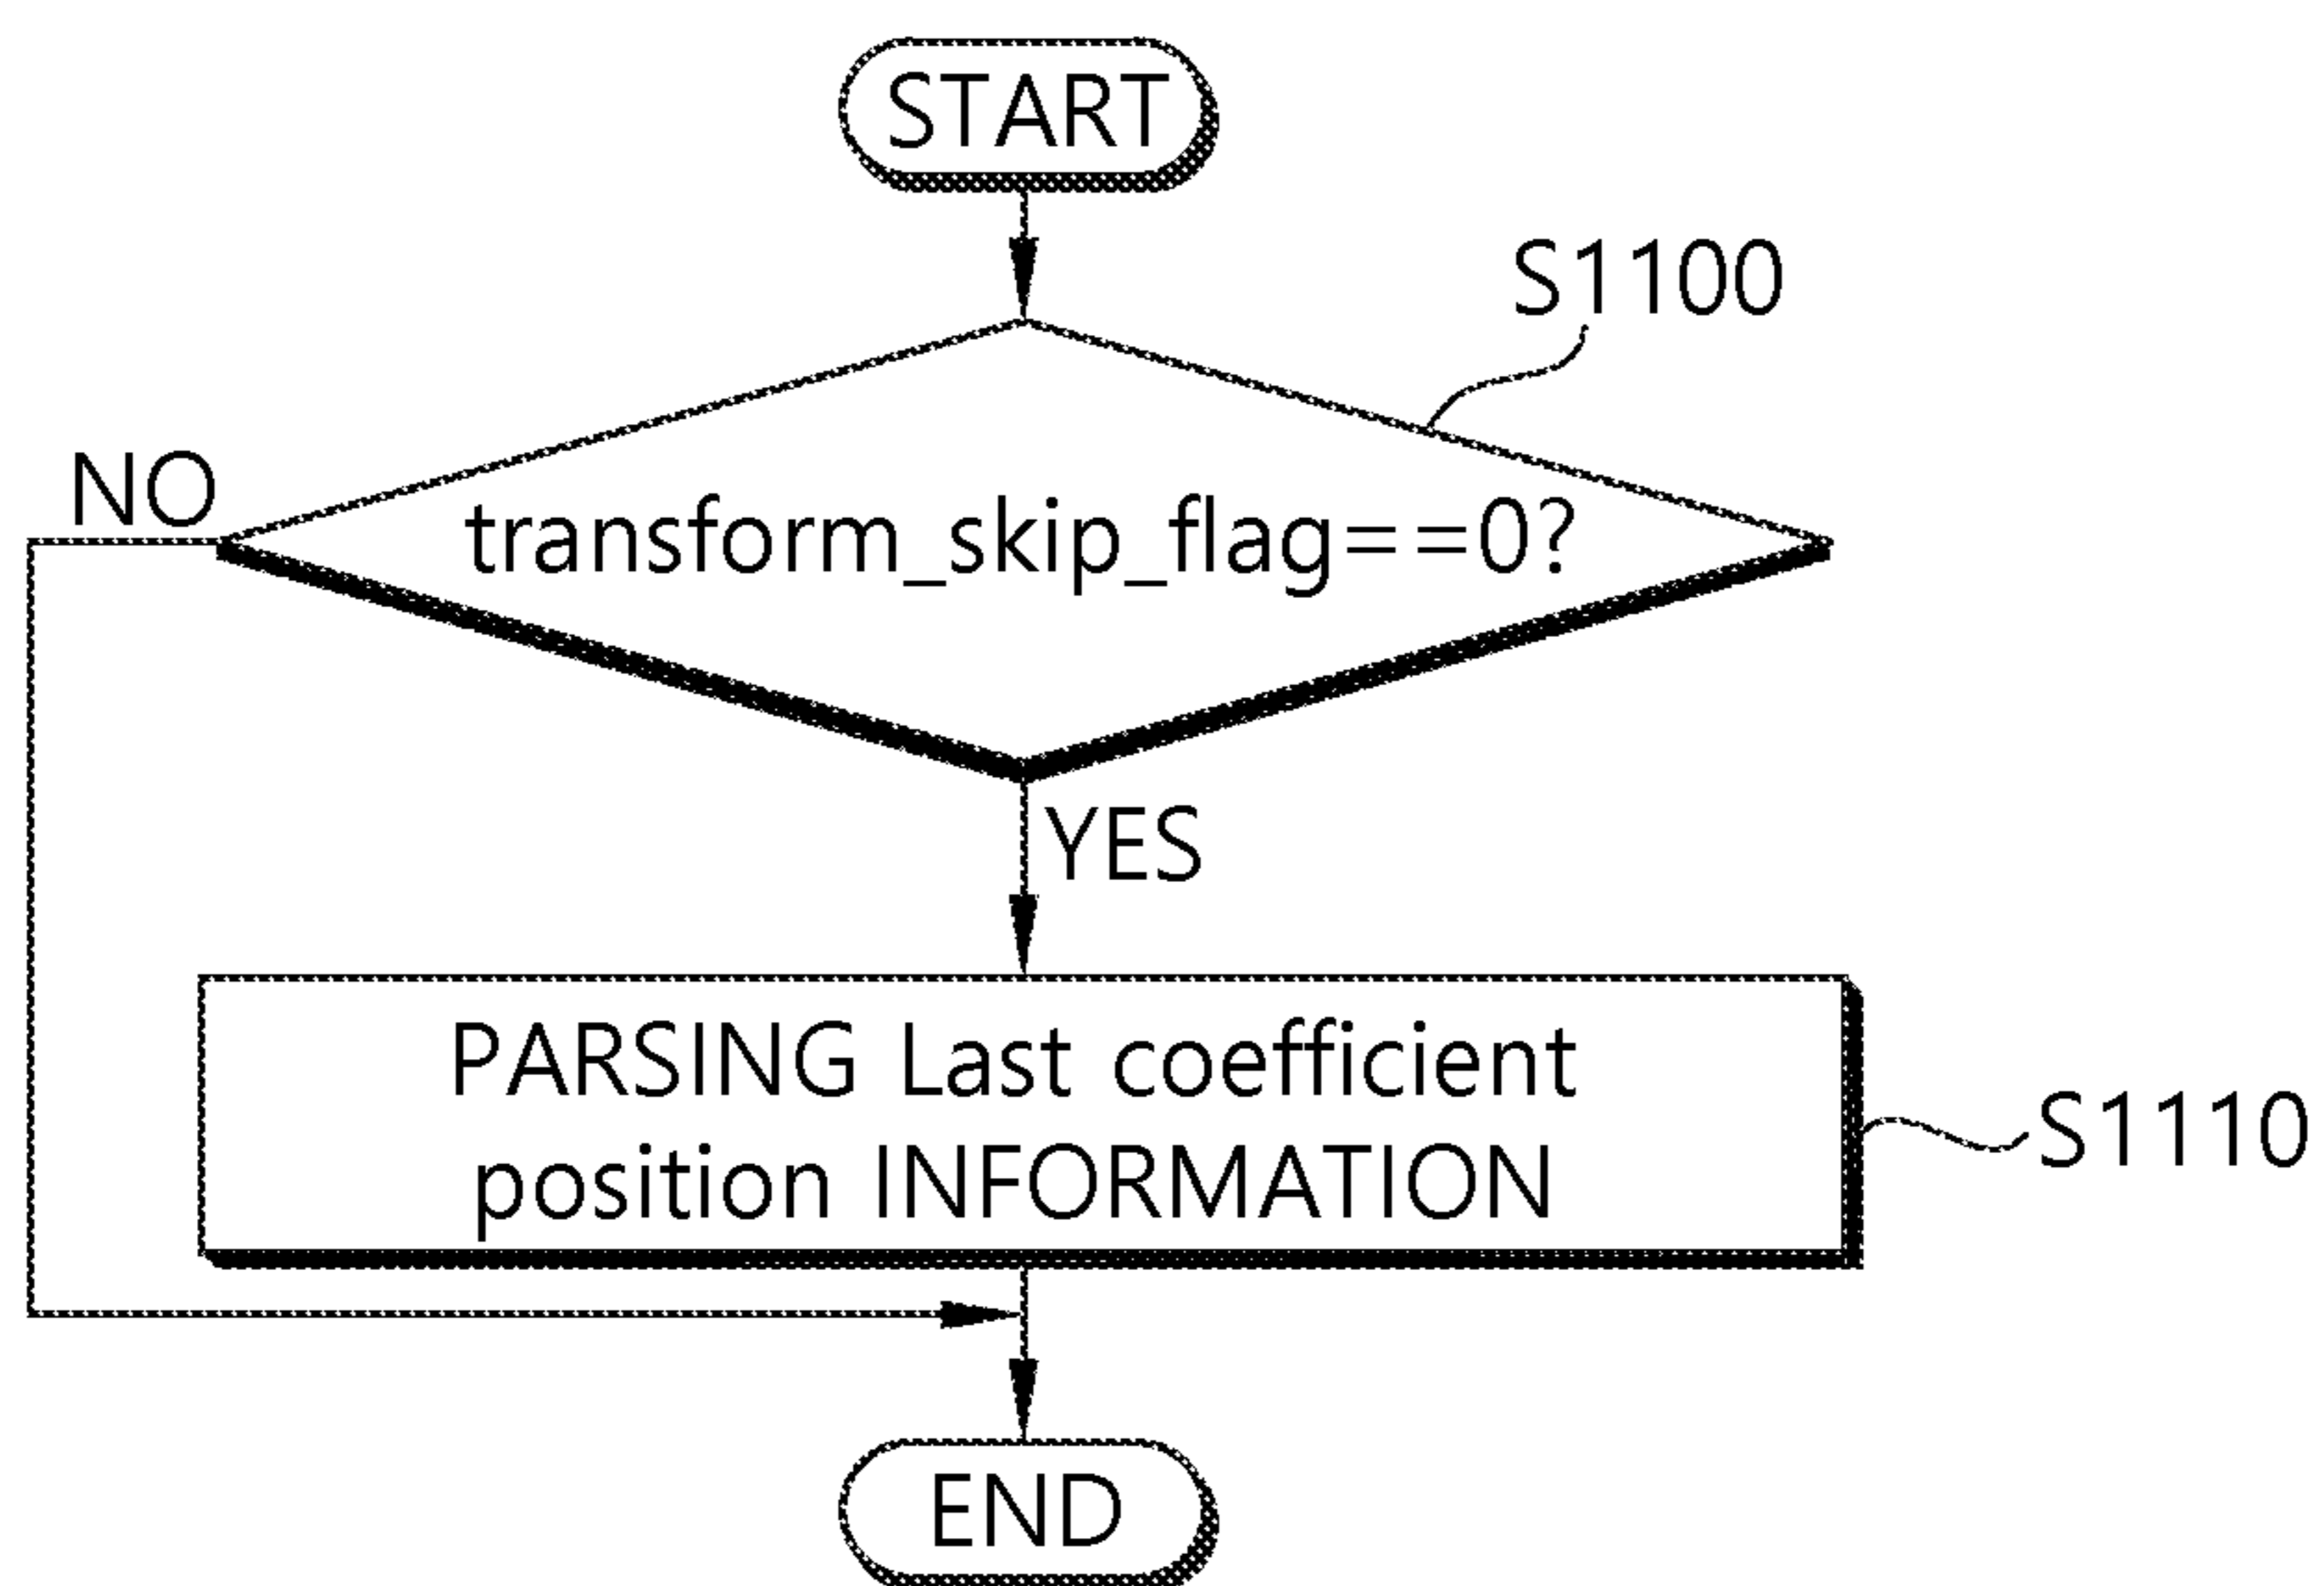 START
S1100
NO
transform_skip_flag==0?
YES
PARSING Last coefficient
position INFORMATION
S1110
END